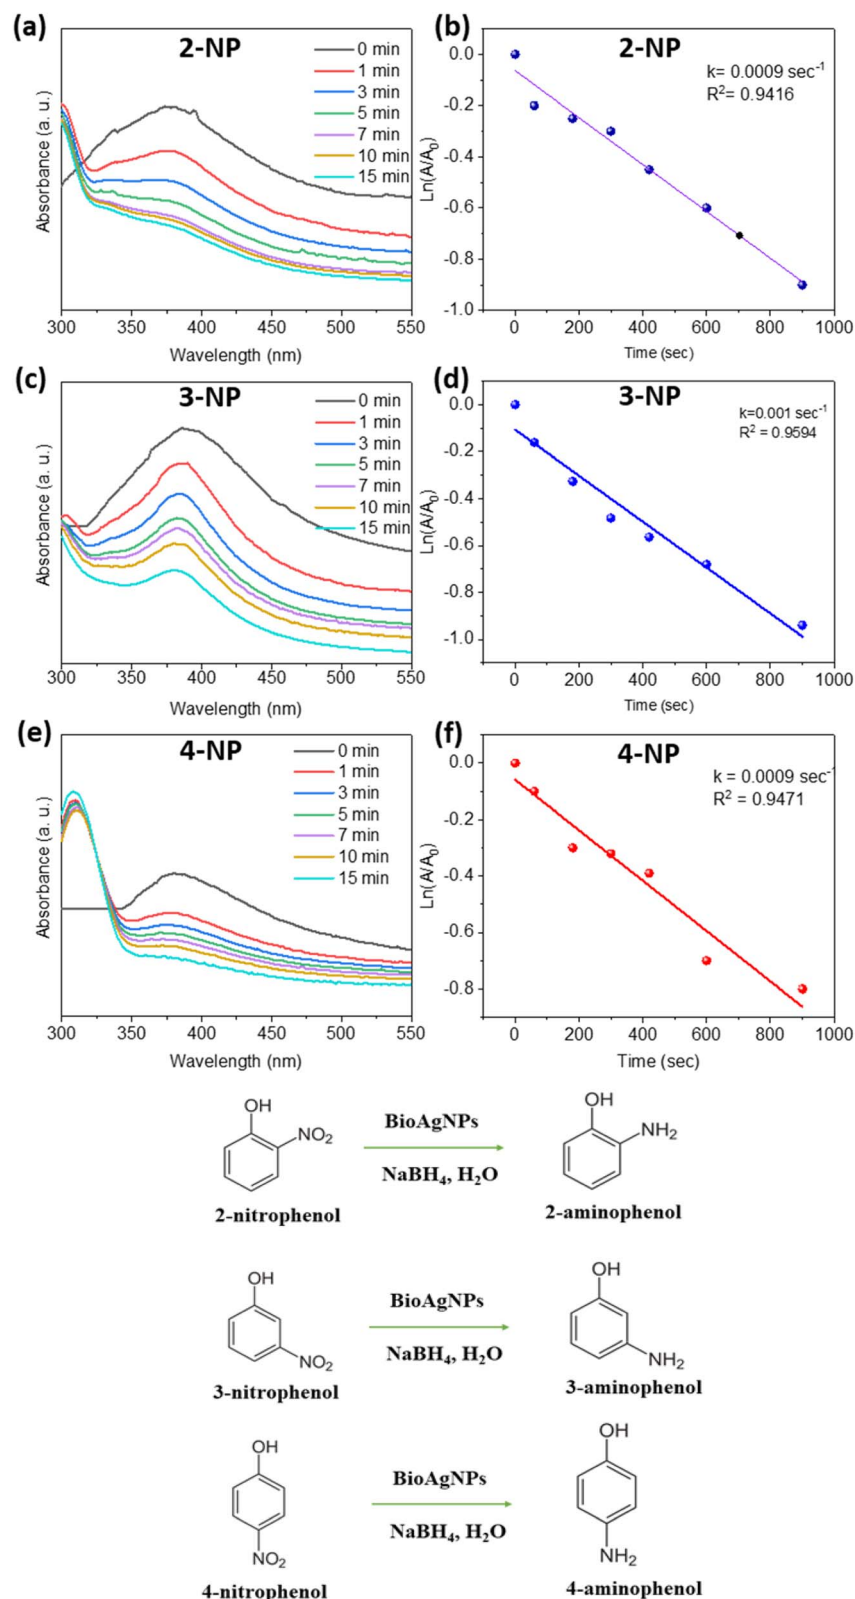 (a)
2-NP
0 min
1 min
3 min
5 min
7 min
10 min
15 min
Absorbance (a. u.)
300 350 400 450 500 550
Wavelength (nm)
(b)
2-NP
k= 0.0009 sec⁻¹
R²= 0.9416
Ln(A/A₀)
0.0
-0.2
-0.4
-0.6
-0.8
-1.0
0 200 400 600 800 1000
Time (sec)
(c)
3-NP
0 min
1 min
3 min
5 min
7 min
10 min
15 min
Absorbance (a. u.)
300 350 400 450 500 550
Wavelength (nm)
(d)
3-NP
k=0.001 sec⁻¹
R² = 0.9594
Ln(A/A₀)
0.0
-0.2
-0.4
-0.6
-0.8
-1.0
0 200 400 600 800 1000
Time (sec)
(e)
4-NP
0 min
1 min
3 min
5 min
7 min
10 min
15 min
Absorbance (a. u.)
300 350 400 450 500 550
Wavelength (nm)
(f)
4-NP
k = 0.0009 sec⁻¹
R² = 0.9471
Ln(A/A₀)
0.0
-0.2
-0.4
-0.6
-0.8
0 200 400 600 800 1000
Time (sec)
OH
NO₂
2-nitrophenol
BioAgNPs
NaBH₄, H₂O
OH
NH₂
2-aminophenol
OH
NO₂
3-nitrophenol
BioAgNPs
NaBH₄, H₂O
OH
NH₂
3-aminophenol
OH
NO₂
4-nitrophenol
BioAgNPs
NaBH₄, H₂O
OH
NH₂
4-aminophenol